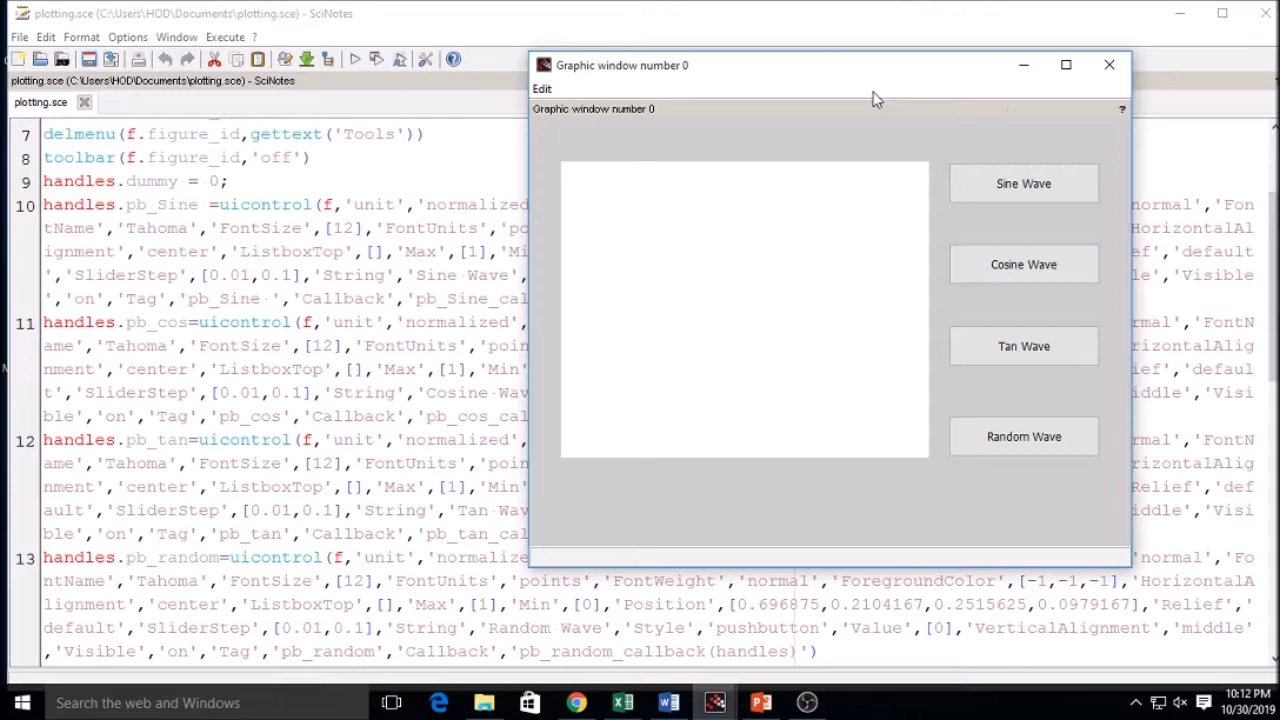 plotting.sce (C:\Users\HOD\Documents\plotting.sce) - SciNotes
File Edit Format Options Window Execute ?
plotting.sce (C:\Users\HOD\Documents\plotting.sce) - SciNotes
plotting.sce
7 delmenu(f.figure_id,gettext('Tools'))
8 toolbar(f.figure_id,'off')
9 handles.dummy = 0;
10 handles.pb_Sine =uicontrol(f,'unit','normalized normal','Fon
tName','Tahoma','FontSize',[12],'FontUnits','po HorizontalAl
ignment','center','ListboxTop',[],'Max',[1],'Mi ef','default
','SliderStep',[0.01,0.1],'String','Sine Wave', le','Visible
','on','Tag','pb_Sine ','Callback','pb_Sine_cal
11 handles.pb_cos=uicontrol(f,'unit','normalized', rmal','FontN
ame','Tahoma','FontSize',[12],'FontUnits','poin rizontalAlig
nment','center','ListboxTop',[],'Max',[1],'Min' ief','defaul
t','SliderStep',[0.01,0.1],'String','Cosine Wav middle','Visi
ble','on','Tag','pb_cos','Callback','pb_cos_cal
12 handles.pb_tan=uicontrol(f,'unit','normalized', rmal','FontN
ame','Tahoma','FontSize',[12],'FontUnits','poin rizontalAlig
nment','center','ListboxTop',[],'Max',[1],'Min' Relief','def
ault','SliderStep',[0.01,0.1],'String','Tan Wav iddle','Visi
ble','on','Tag','pb_tan','Callback','pb_tan_cal
13 handles.pb_random=uicontrol(f,'unit','normalize normal','Fo
ntName','Tahoma','FontSize',[12],'FontUnits','points','FontWeight','normal','ForegroundColor',[-1,-1,-1],'HorizontalA
lignment','center','ListboxTop',[],'Max',[1],'Min',[0],'Position',[0.696875,0.2104167,0.2515625,0.0979167],'Relief','
default','SliderStep',[0.01,0.1],'String','Random Wave','Style','pushbutton','Value',[0],'VerticalAlignment','middle'
,'Visible','on','Tag','pb_random','Callback','pb_random_callback(handles)')
Graphic window number 0
Edit
Graphic window number 0 ?
Sine Wave
Cosine Wave
Tan Wave
Random Wave
Search the web and Windows
10:12 PM
10/30/2019